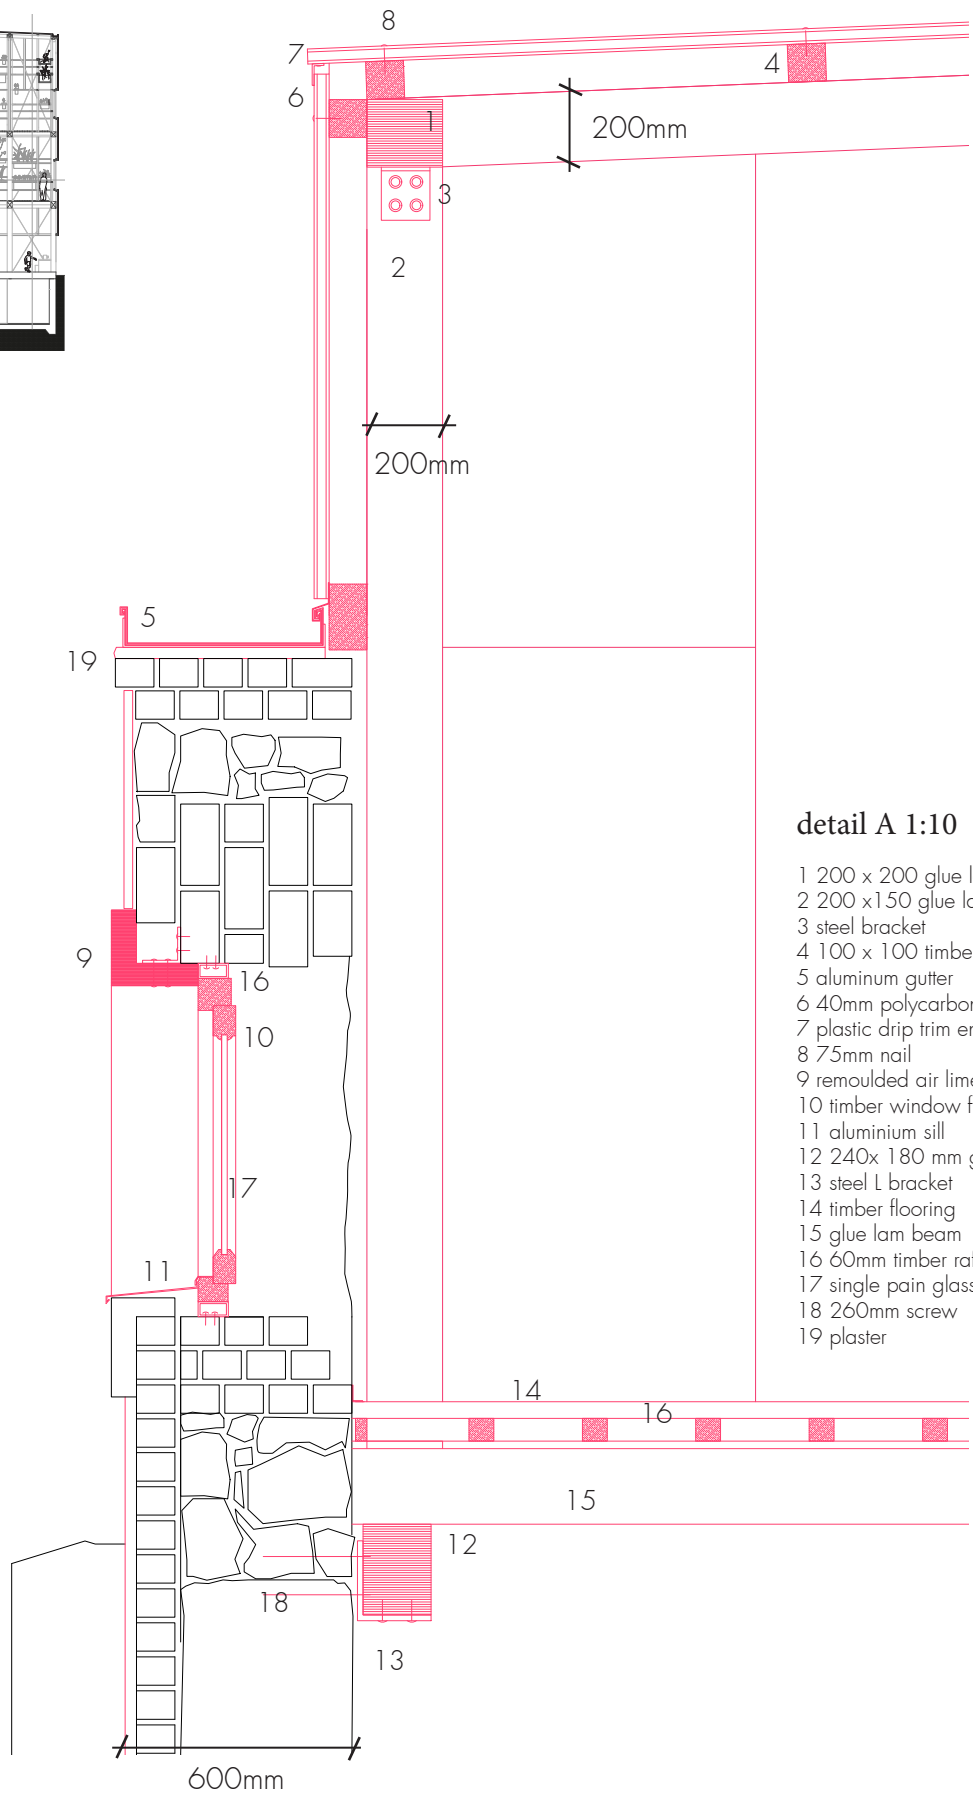 8
7
4
6
1
200mm
3
2
200mm
5
19
detail A 1:10
1 200 x 200 glue
2 200 x150 glue
3 steel bracket
4 100 x 100
5 aluminum gutter
9
16
6 40mm
10
7 plastic drip trim
8 75mm nail
9 remoulded air
10 timber window
11 aluminium sill
12 240x 180 mm
17
13 steel L bracket
14 timber flooring
15 glue lam beam
11
16 60mm timber
17 single pain glass
18 260mm screw
19 plaster
14
16
15
12
18
13
600mm